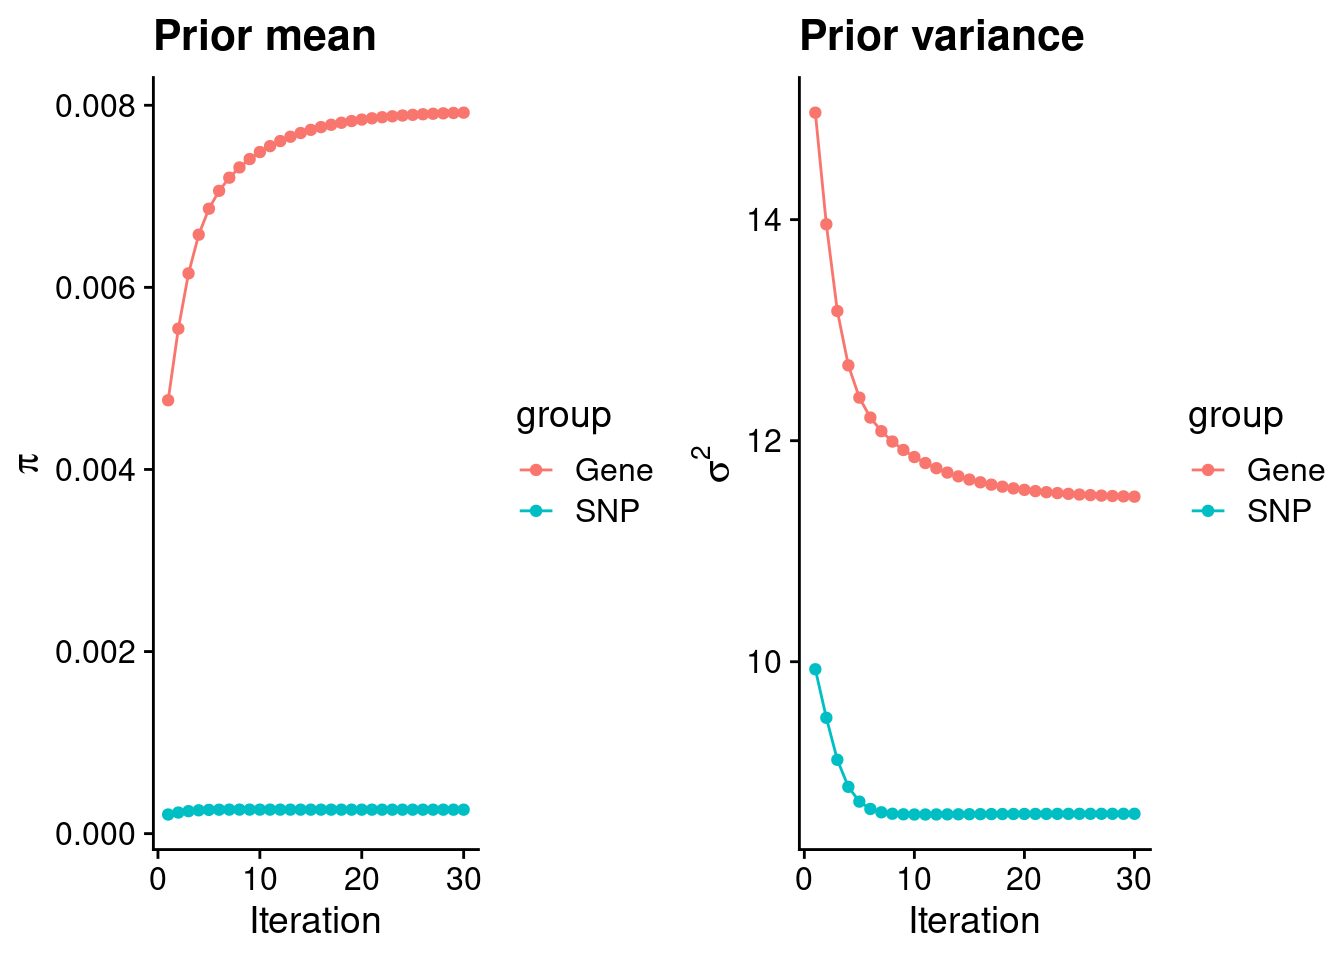 Prior mean
0.008
0.006
0.004
0.002
0.000
π
0 10 20 30
Iteration
group
Gene
SNP
Prior variance
14
12
10
σ²
0 10 20 30
Iteration
group
Gene
SNP